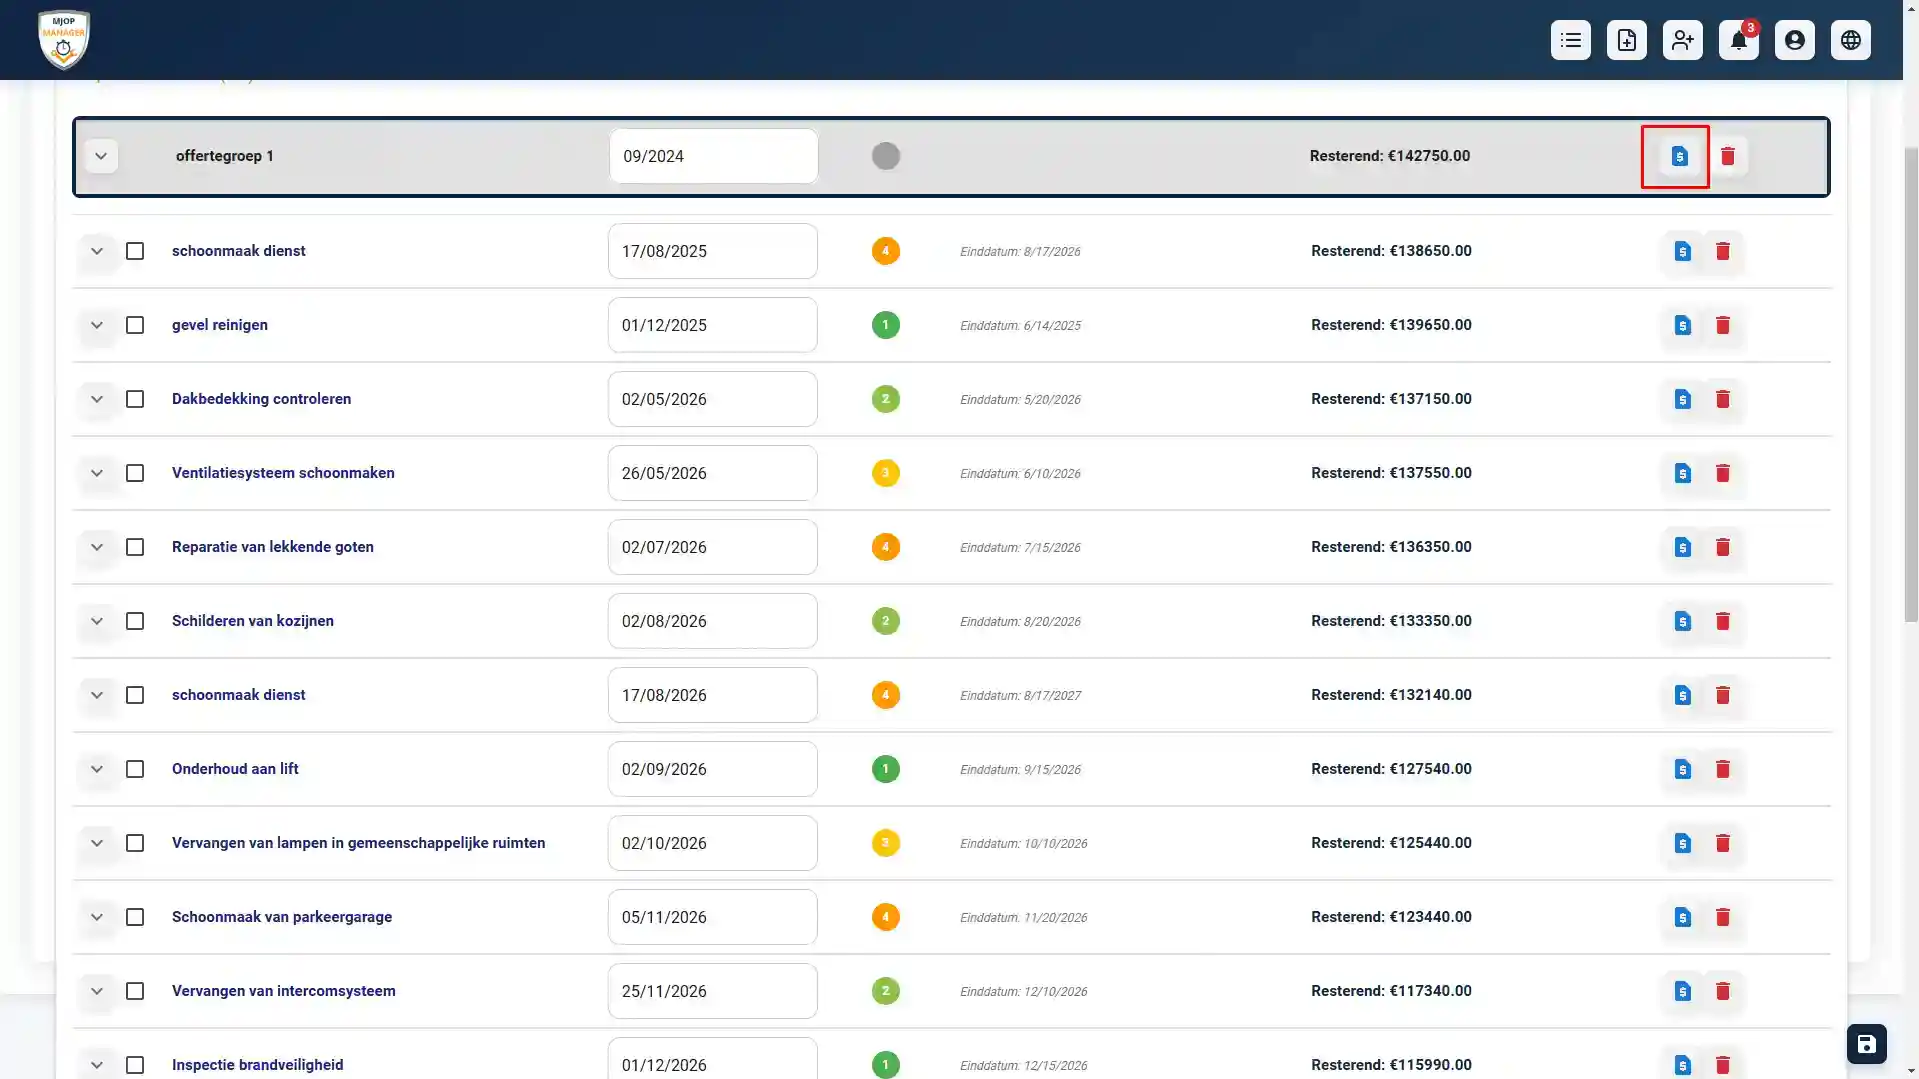 MJOP
MANAGER
3
offertegroep 1 09/2024 Resterend: €142750.00
schoonmaak dienst 17/08/2025 4 Einddatum: 8/17/2026 Resterend: €138650.00
gevel reinigen 01/12/2025 1 Einddatum: 6/14/2025 Resterend: €139650.00
Dakbedekking controleren 02/05/2026 2 Einddatum: 5/20/2026 Resterend: €137150.00
Ventilatiesysteem schoonmaken 26/05/2026 3 Einddatum: 6/10/2026 Resterend: €137550.00
Reparatie van lekkende goten 02/07/2026 4 Einddatum: 7/15/2026 Resterend: €136350.00
Schilderen van kozijnen 02/08/2026 2 Einddatum: 8/20/2026 Resterend: €133350.00
schoonmaak dienst 17/08/2026 4 Einddatum: 8/17/2027 Resterend: €132140.00
Onderhoud aan lift 02/09/2026 1 Einddatum: 9/15/2026 Resterend: €127540.00
Vervangen van lampen in gemeenschappelijke ruimten 02/10/2026 3 Einddatum: 10/10/2026 Resterend: €125440.00
Schoonmaak van parkeergarage 05/11/2026 4 Einddatum: 11/20/2026 Resterend: €123440.00
Vervangen van intercomsysteem 25/11/2026 2 Einddatum: 12/10/2026 Resterend: €117340.00
Inspectie brandveiligheid 01/12/2026 1 Einddatum: 12/15/2026 Resterend: €115990.00